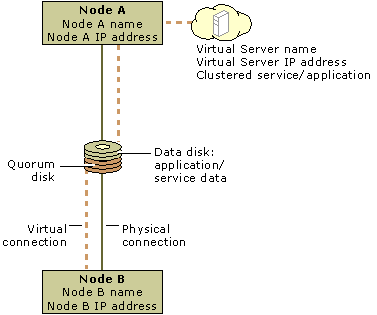 Node A
Node A name
Node A IP address
Virtual Server name
Virtual Server IP address
Clustered service/application
Quorum
disk
Data disk:
application/
service data
Virtual
connection
Physical
connection
Node B
Node B name
Node B IP address